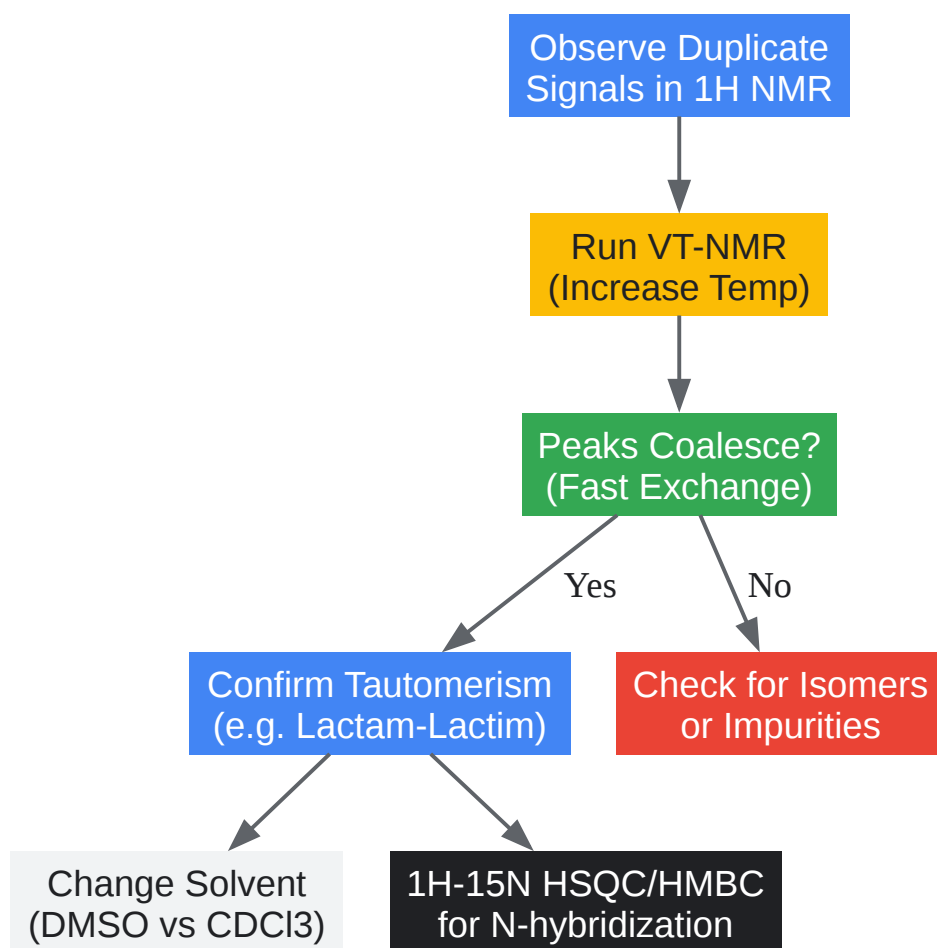 Observe Duplicate
Signals in 1H NMR
Run VT-NMR
(Increase Temp)
Peaks Coalesce?
(Fast Exchange)
Yes
No
Confirm Tautomerism
(e.g. Lactam-Lactim)
Check for Isomers
or Impurities
Change Solvent
(DMSO vs CDCl3)
1H-15N HSQC/HMBC
for N-hybridization